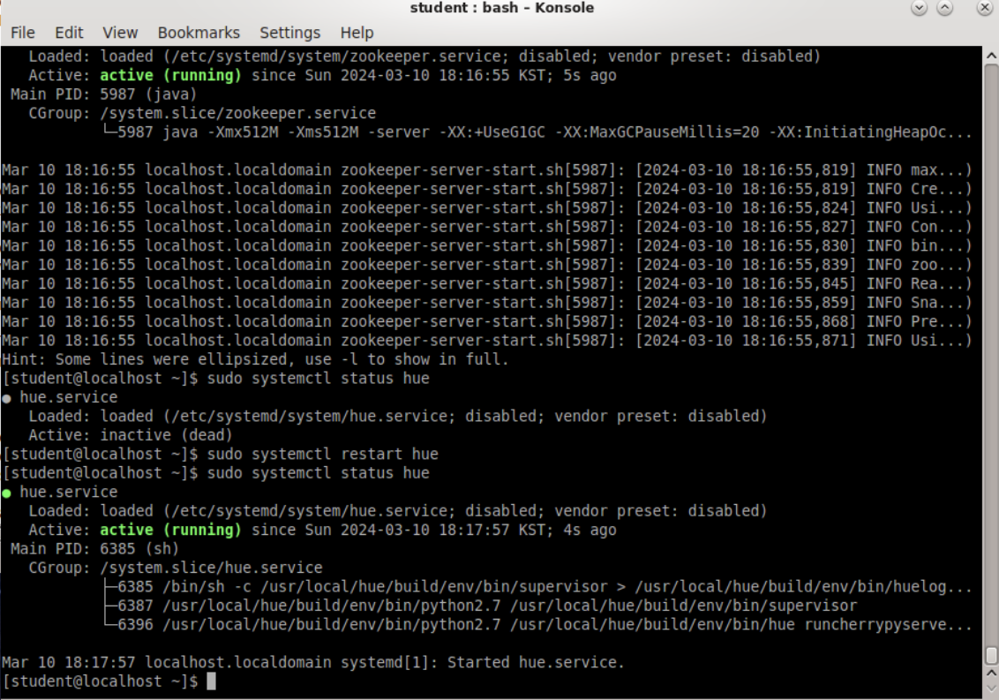 student : bash – Konsole
File Edit View Bookmarks Settings Help
Loaded: loaded (/etc/systemd/system/zookeeper.service; disabled; vendor preset: disabled)
Active: active (running) since Sun 2024-03-10 18:16:55 KST; 5s ago
Main PID: 5987 (java)
CGroup: /system.slice/zookeeper.service
└─5987 java -Xmx512M -Xms512M -server -XX:+UseG1GC -XX:MaxGCPauseMillis=20 -XX:InitiatingHeapOc...
Mar 10 18:16:55 localhost.localdomain zookeeper-server-start.sh[5987]: [2024-03-10 18:16:55,819] INFO max...)
Mar 10 18:16:55 localhost.localdomain zookeeper-server-start.sh[5987]: [2024-03-10 18:16:55,819] INFO Cre...)
Mar 10 18:16:55 localhost.localdomain zookeeper-server-start.sh[5987]: [2024-03-10 18:16:55,824] INFO Usi...)
Mar 10 18:16:55 localhost.localdomain zookeeper-server-start.sh[5987]: [2024-03-10 18:16:55,827] INFO Con...)
Mar 10 18:16:55 localhost.localdomain zookeeper-server-start.sh[5987]: [2024-03-10 18:16:55,830] INFO bin...)
Mar 10 18:16:55 localhost.localdomain zookeeper-server-start.sh[5987]: [2024-03-10 18:16:55,839] INFO zoo...)
Mar 10 18:16:55 localhost.localdomain zookeeper-server-start.sh[5987]: [2024-03-10 18:16:55,845] INFO Rea...)
Mar 10 18:16:55 localhost.localdomain zookeeper-server-start.sh[5987]: [2024-03-10 18:16:55,859] INFO Sna...)
Mar 10 18:16:55 localhost.localdomain zookeeper-server-start.sh[5987]: [2024-03-10 18:16:55,868] INFO Pre...)
Mar 10 18:16:55 localhost.localdomain zookeeper-server-start.sh[5987]: [2024-03-10 18:16:55,871] INFO Usi...)
Hint: Some lines were ellipsized, use -l to show in full.
[student@localhost ~]$ sudo systemctl status hue
● hue.service
Loaded: loaded (/etc/systemd/system/hue.service; disabled; vendor preset: disabled)
Active: inactive (dead)
[student@localhost ~]$ sudo systemctl restart hue
[student@localhost ~]$ sudo systemctl status hue
● hue.service
Loaded: loaded (/etc/systemd/system/hue.service; disabled; vendor preset: disabled)
Active: active (running) since Sun 2024-03-10 18:17:57 KST; 4s ago
Main PID: 6385 (sh)
CGroup: /system.slice/hue.service
├─6385 /bin/sh -c /usr/local/hue/build/env/bin/supervisor > /usr/local/hue/build/env/bin/huelog...
├─6387 /usr/local/hue/build/env/bin/python2.7 /usr/local/hue/build/env/bin/supervisor
└─6396 /usr/local/hue/build/env/bin/python2.7 /usr/local/hue/build/env/bin/hue runcherrypyserve...
Mar 10 18:17:57 localhost.localdomain systemd[1]: Started hue.service.
[student@localhost ~]$